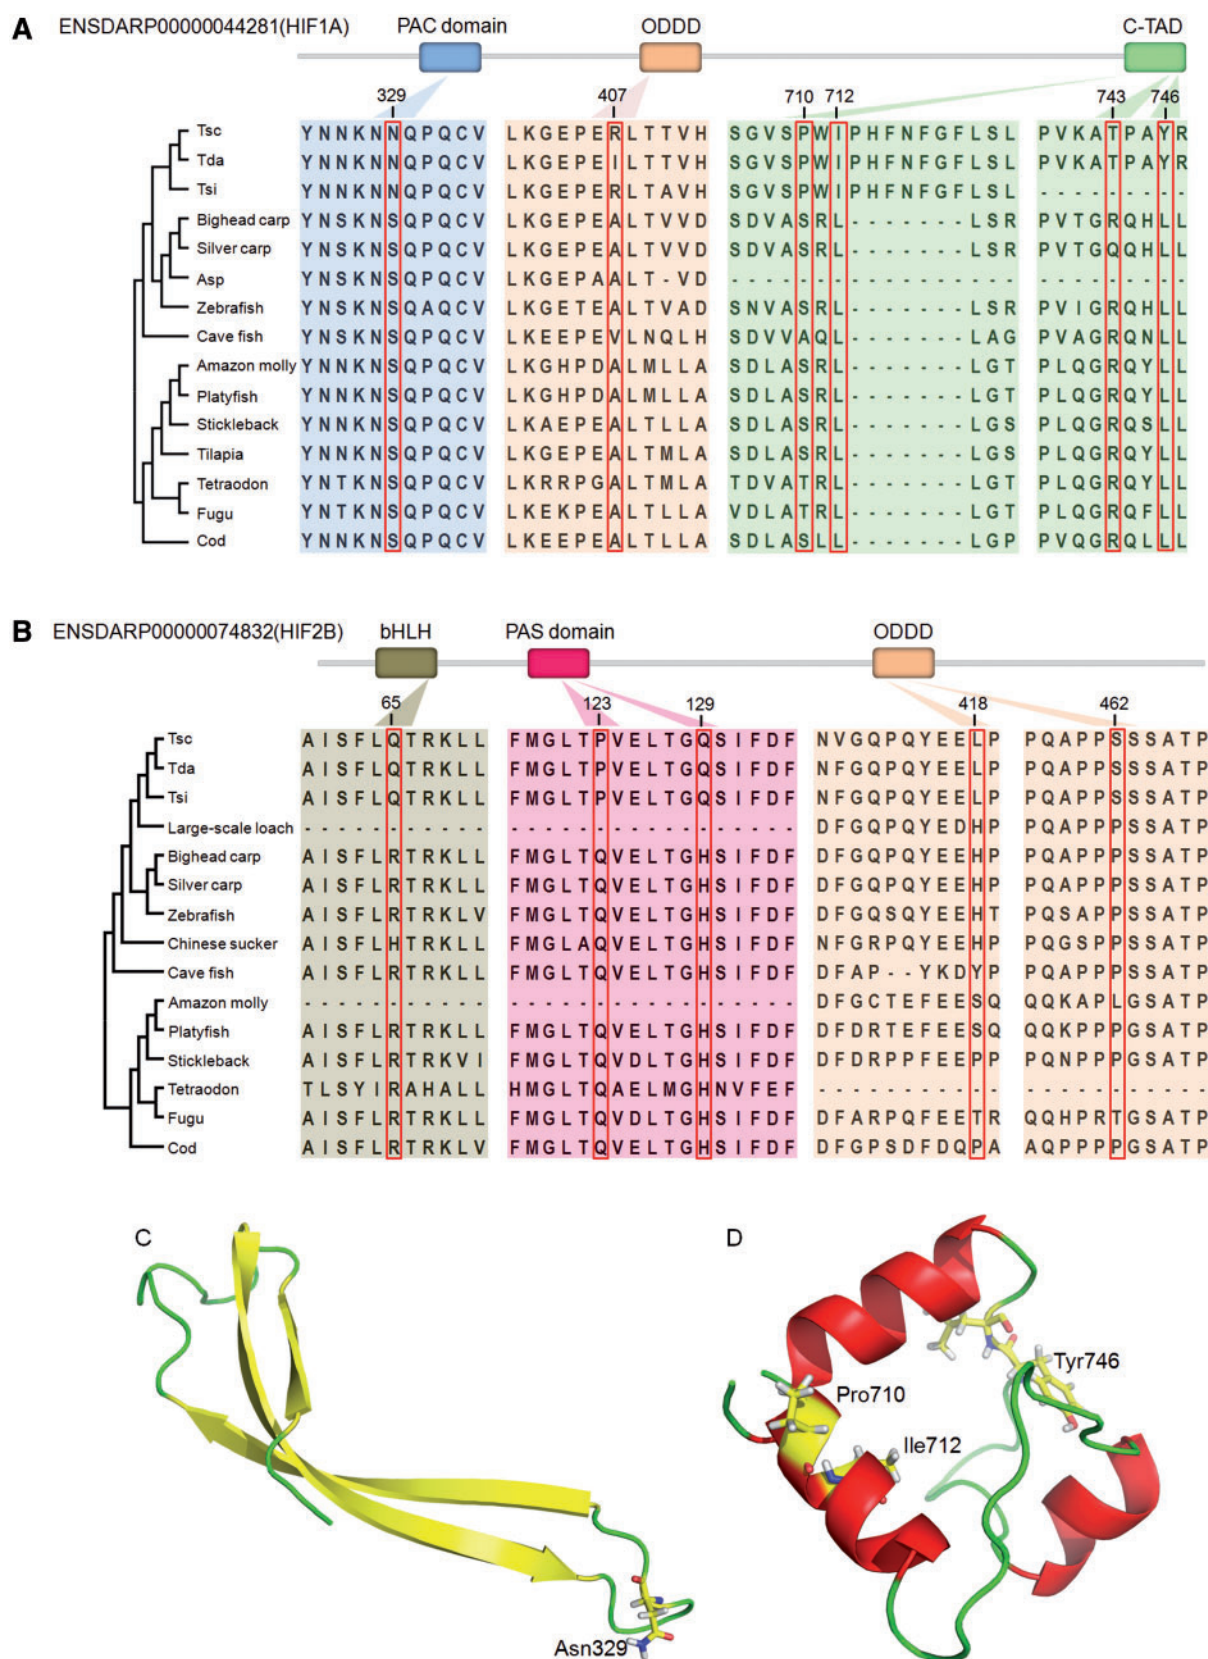 A ENSDARP00000044281(HIF1A) PAC domain ODDD C-TAD
329 407 710 712 743 746
Tsc YNNKNNQPQCV LKGEPERLTTVH SGVSPWIPHFNFGFLSL PVKATPAYR
Tda YNNKNNQPQCV LKGEPEILTTVH SGVSPWIPHFNFGFLSL PVKATPAYR
Tsi YNNKNNQPQCV LKGEPERLTAVH SGVSPWIPHFNFGFLSL ---------
Bighead carp YNSKNSQPQCV LKGEPEALTVVD SDVASRL-------LSR PVTGRQHLL
Silver carp YNSKNSQPQCV LKGEPEALTVVD SDVASRL-------LSR PVTGQQHLL
Asp YNSKNSQPQCV LKGEPAALT-VD ----------------- ---------
Zebrafish YNSKNSQAQCV LKGETEALTVAD SNVASRL-------LSR PVIGRQHLL
Cave fish YNSKNSQPQCV LKEEPEVLNQLH SDVVAQL-------LAG PVAGRQNLL
Amazon molly YNNKNSQPQCV LKGHPDALMLLA SDLASRL-------LGT PLQGRQYLL
Platyfish YNNKNSQPQCV LKGHPDALMLLA SDLASRL-------LGT PLQGRQYLL
Stickleback YNNKNSQPQCV LKAEPEALTLLA SDLASRL-------LGS PLQGRQSLL
Tilapia YNNKNSQPQCV LKGEPEALTMLA SDLASRL-------LGS PLQGRQYLL
Tetraodon YNTKNSQPQCV LKRRPGALTMLA TDVATRL-------LGT PLQGRQYLL
Fugu YNTKNSQPQCV LKEKPEALTLLA VDLATRL-------LGT PLQGRQFLL
Cod YNNKNSQPQCV LKEEPEALTLLA SDLASLL-------LGP PVQGRQLLL
B ENSDARP00000074832(HIF2B) bHLH PAS domain ODDD
65 123 129 418 462
Tsc AISFLQTRKLL FMGLTPVELTGQSIFDF NVGQPQYEELP PQAPPSSSATP
Tda AISFLQTRKLL FMGLTPVELTGQSIFDF NFGQPQYEELP PQAPPSSSATP
Tsi AISFLQTRKLL FMGLTPVELTGQSIFDF NFGQPQYEELP PQAPPSSSATP
Large-scale loach ----------- ----------------- DFGQPQYEDHP PQAPPPSSATP
Bighead carp AISFLRTRKLL FMGLTQVELTGHSIFDF DFGQPQYEEHP PQAPPPSSATP
Silver carp AISFLRTRKLL FMGLTQVELTGHSIFDF DFGQPQYEEHP PQAPPPSSATP
Zebrafish AISFLRTRKLV FMGLTQVELTGHSIFDF DFGQSQYEEHT PQSAPPSSATP
Chinese sucker AISFLHTRKLL FMGLAQVELTGHSIFDF NFGRPQYEEHP PQGSPPSSATP
Cave fish AISFLRTRKLL FMGLTQVELTGHSIFDF DFAP--YKDYP PQAPPPSSATP
Amazon molly ----------- ----------------- DFGCTEFEESQ QQKAPLGSATP
Platyfish AISFLRTRKLL FMGLTQVELTGHSIFDF DFDRTEFEESQ QQKPPPGSATP
Stickleback AISFLRTRKVI FMGLTQVDLTGHSIFDF DFDRPPFEEPP PQNPPPGSATP
Tetraodon TLSYIRAHALL HMGLTQAELMGHNVFEF ----------- -----------
Fugu AISFLRTRKLL FMGLTQVDLTGHSIFDF DFARPQFEETR QQHPRTGSATP
Cod AISFLRTRKLV FMGLTQVELTGHSIFDF DFGPSDFDQPA AQPPPPGSATP
C D
Tyr746
Pro710
Ile712
Asn329